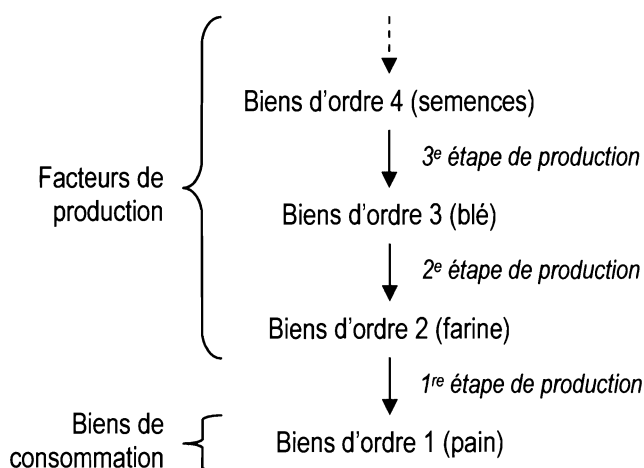 Biens d’ordre 4 (semences)
3e étape de production
Facteurs de
production
Biens d’ordre 3 (blé)
2e étape de production
Biens d’ordre 2 (farine)
1re étape de production
Biens de
consommation
Biens d’ordre 1 (pain)